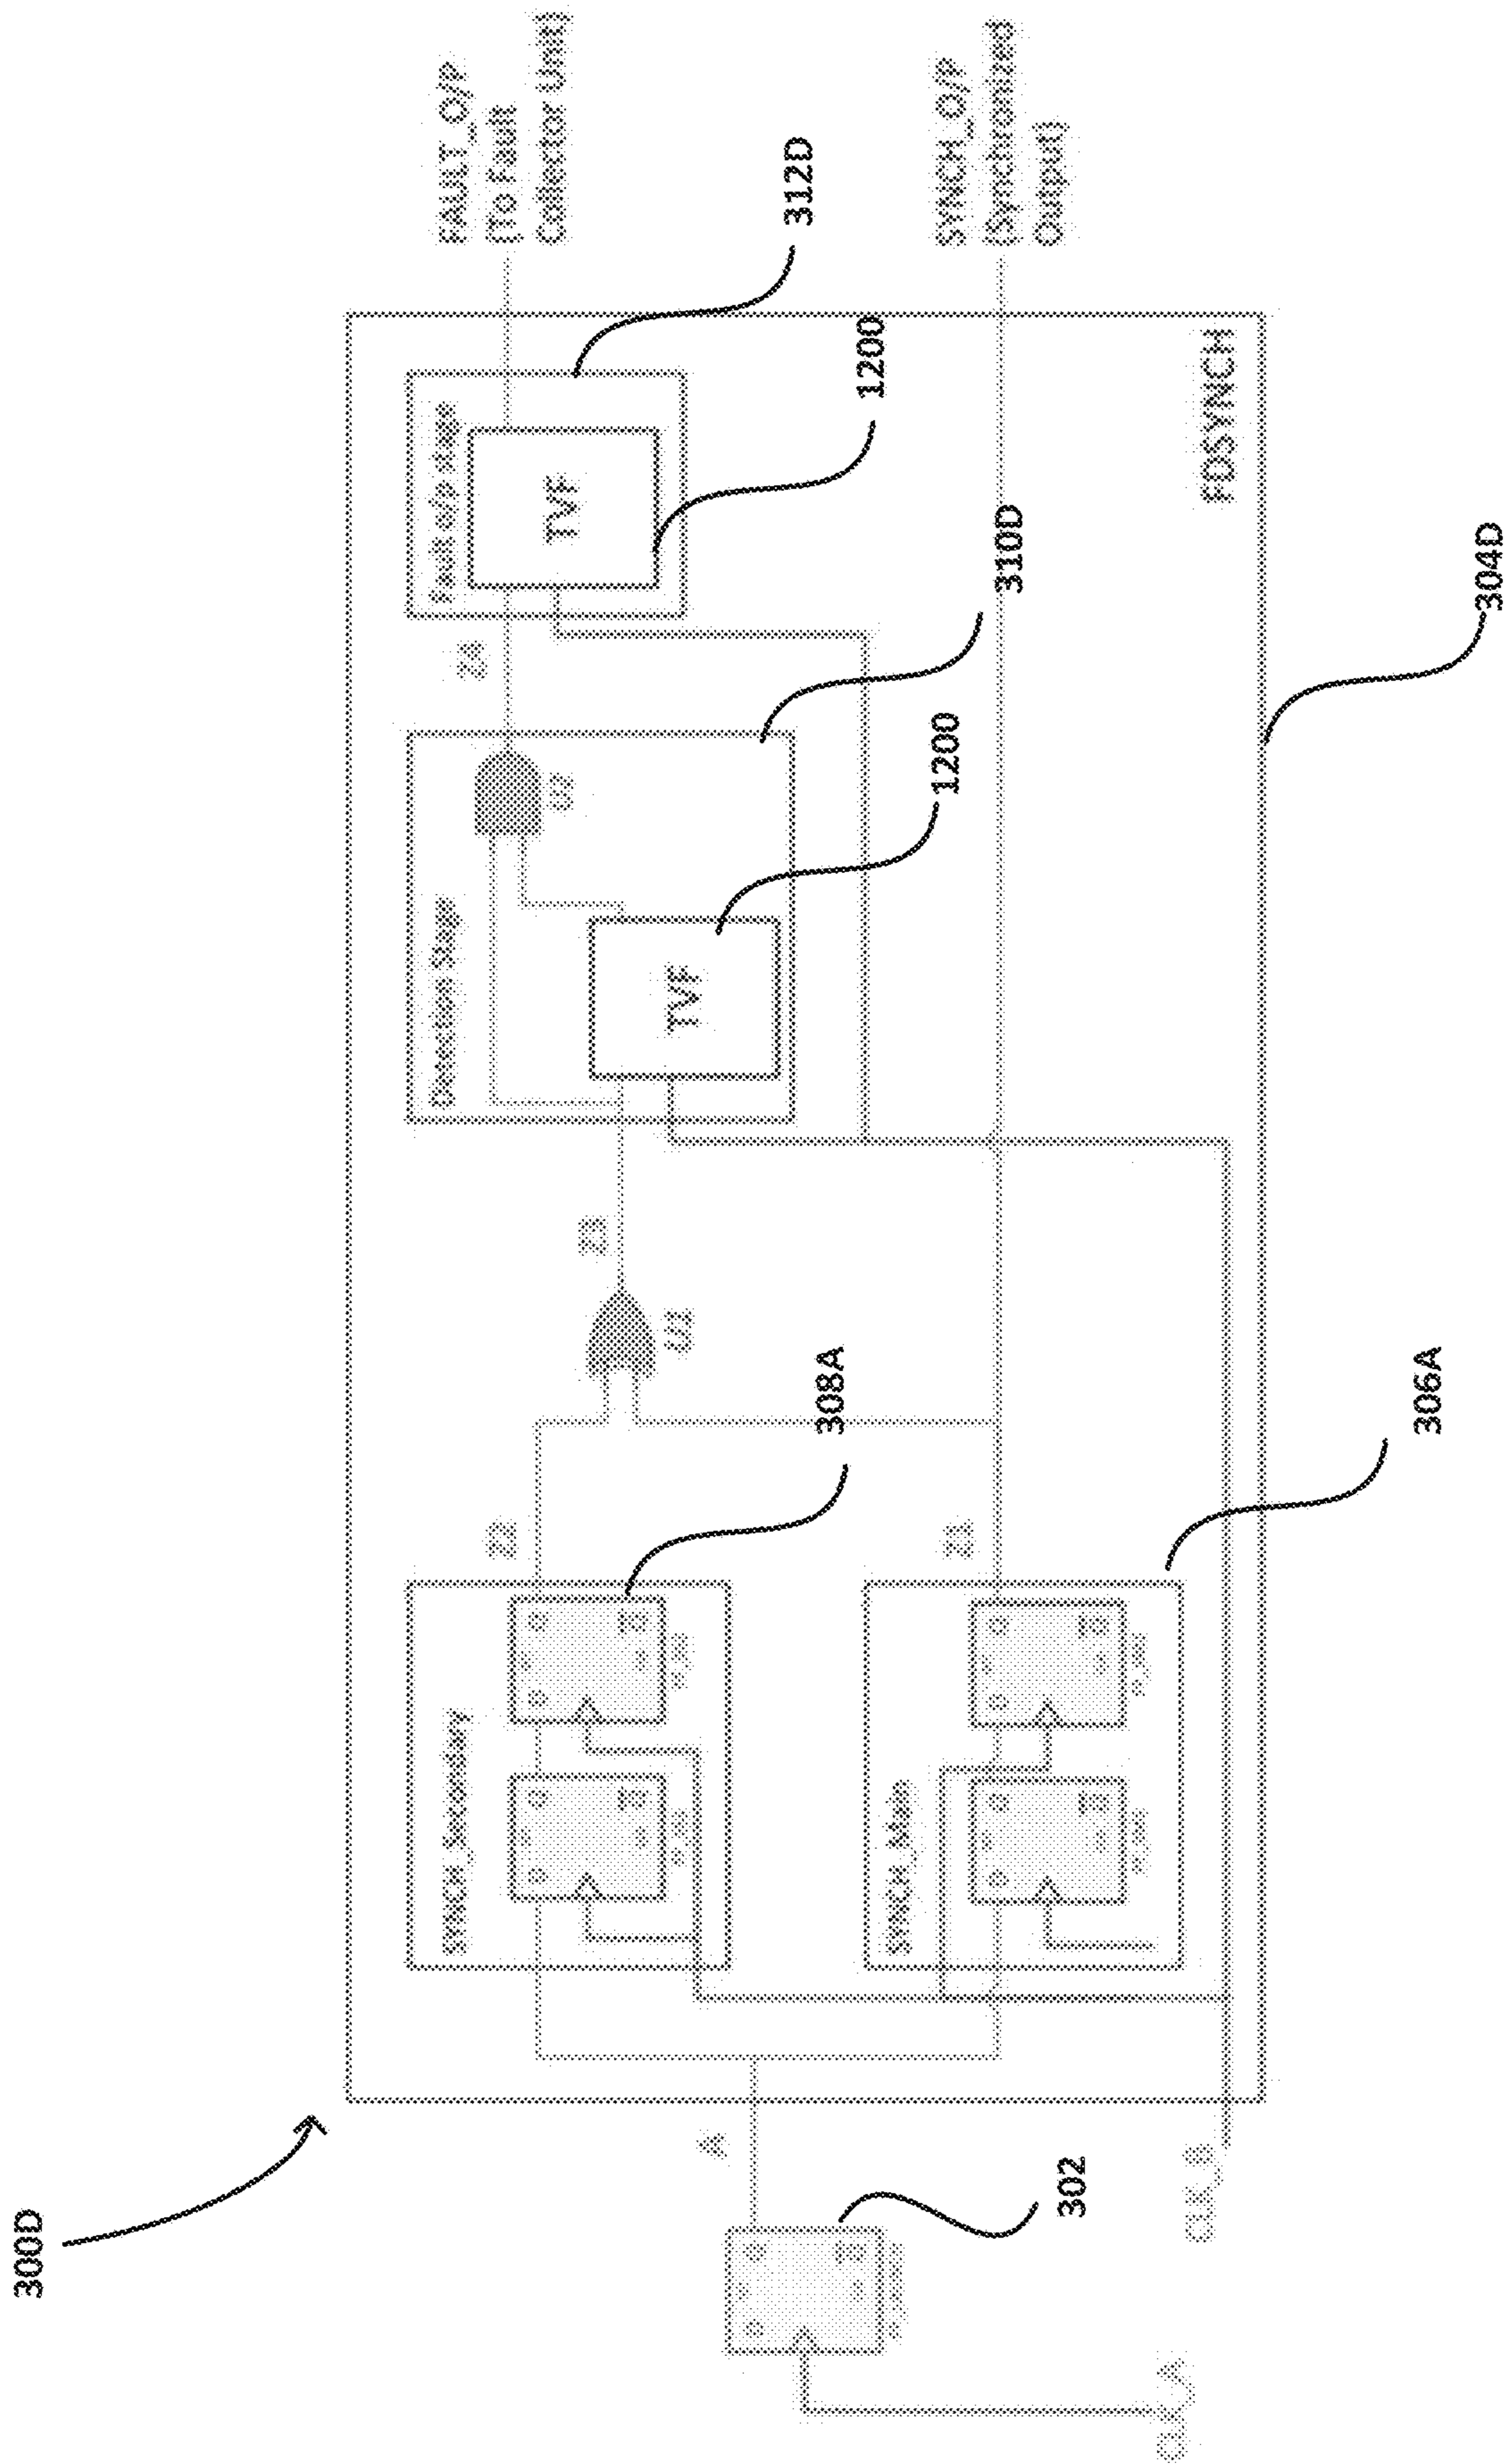 300D
FAULT_O/P
(To Fault
Collector Unit)
312D
Fault o/p stage
TVF
1200
Z4
SYNCH_O/P
(Synchronized
Output)
FDSYNCH
310D
304D
Detection Stage
U2
TVF
1200
Z3
U1
308A
306A
Z2
Z1
SYNCH_Secondary
D
Q
D
Q
SYNCH_Main
D
Q
D
Q
A
302
D
Q
CLK_B
CLK_A